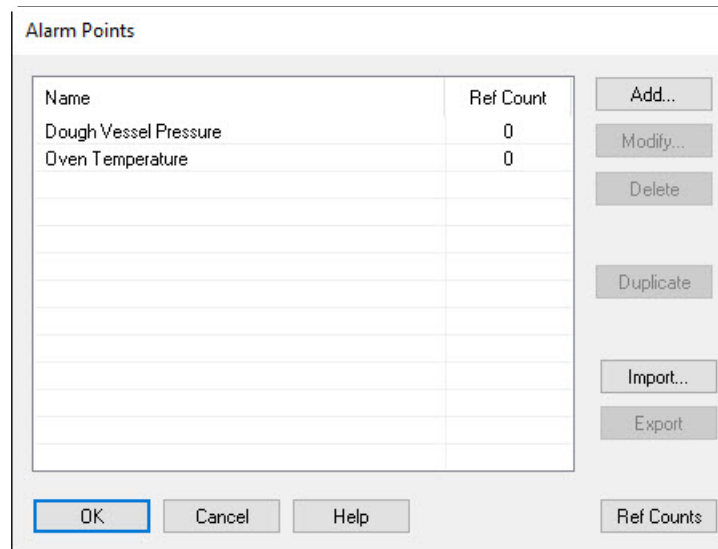 Alarm Points
Name Ref Count
Dough Vessel Pressure 0
Oven Temperature 0
Add...
Modify...
Delete
Duplicate
Import...
Export
OK Cancel Help Ref Counts